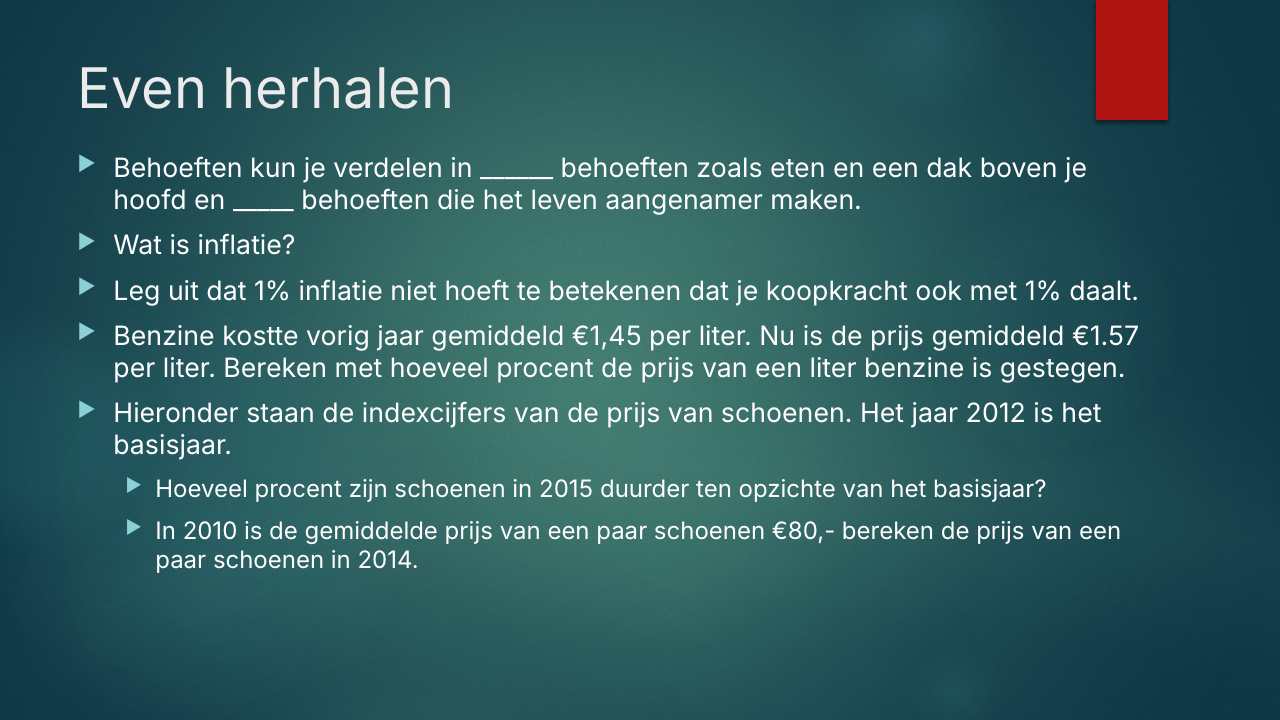 Even herhalen
Behoeften kun je verdelen in ______ behoeften zoals eten en een dak boven je
hoofd en _____ behoeften die het leven aangenamer maken.
Wat is inflatie?
Leg uit dat 1% inflatie niet hoeft te betekenen dat je koopkracht ook met 1% daalt.
Benzine kostte vorig jaar gemiddeld €1,45 per liter. Nu is de prijs gemiddeld €1.57
per liter. Bereken met hoeveel procent de prijs van een liter benzine is gestegen.
Hieronder staan de indexcijfers van de prijs van schoenen. Het jaar 2012 is het
basisjaar.
Hoeveel procent zijn schoenen in 2015 duurder ten opzichte van het basisjaar?
In 2010 is de gemiddelde prijs van een paar schoenen €80,- bereken de prijs van een
paar schoenen in 2014.